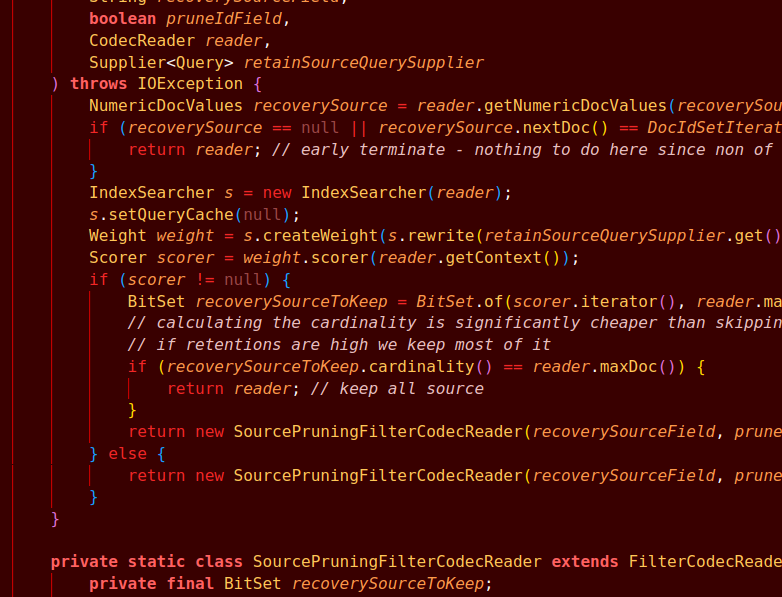 String recoverySourceField,
boolean pruneIdField,
CodecReader reader,
Supplier<Query> retainSourceQuerySupplier
) throws IOException {
NumericDocValues recoverySource = reader.getNumericDocValues(recoverySou
if (recoverySource == null || recoverySource.nextDoc() == DocIdSetIterat
return reader; // early terminate - nothing to do here since non of
}
IndexSearcher s = new IndexSearcher(reader);
s.setQueryCache(null);
Weight weight = s.createWeight(s.rewrite(retainSourceQuerySupplier.get()
Scorer scorer = weight.scorer(reader.getContext());
if (scorer != null) {
BitSet recoverySourceToKeep = BitSet.of(scorer.iterator(), reader.ma
// calculating the cardinality is significantly cheaper than skippin
// if retentions are high we keep most of it
if (recoverySourceToKeep.cardinality() == reader.maxDoc()) {
return reader; // keep all source
}
return new SourcePruningFilterCodecReader(recoverySourceField, prune
} else {
return new SourcePruningFilterCodecReader(recoverySourceField, prune
}
}
private static class SourcePruningFilterCodecReader extends FilterCodecReade
private final BitSet recoverySourceToKeep;